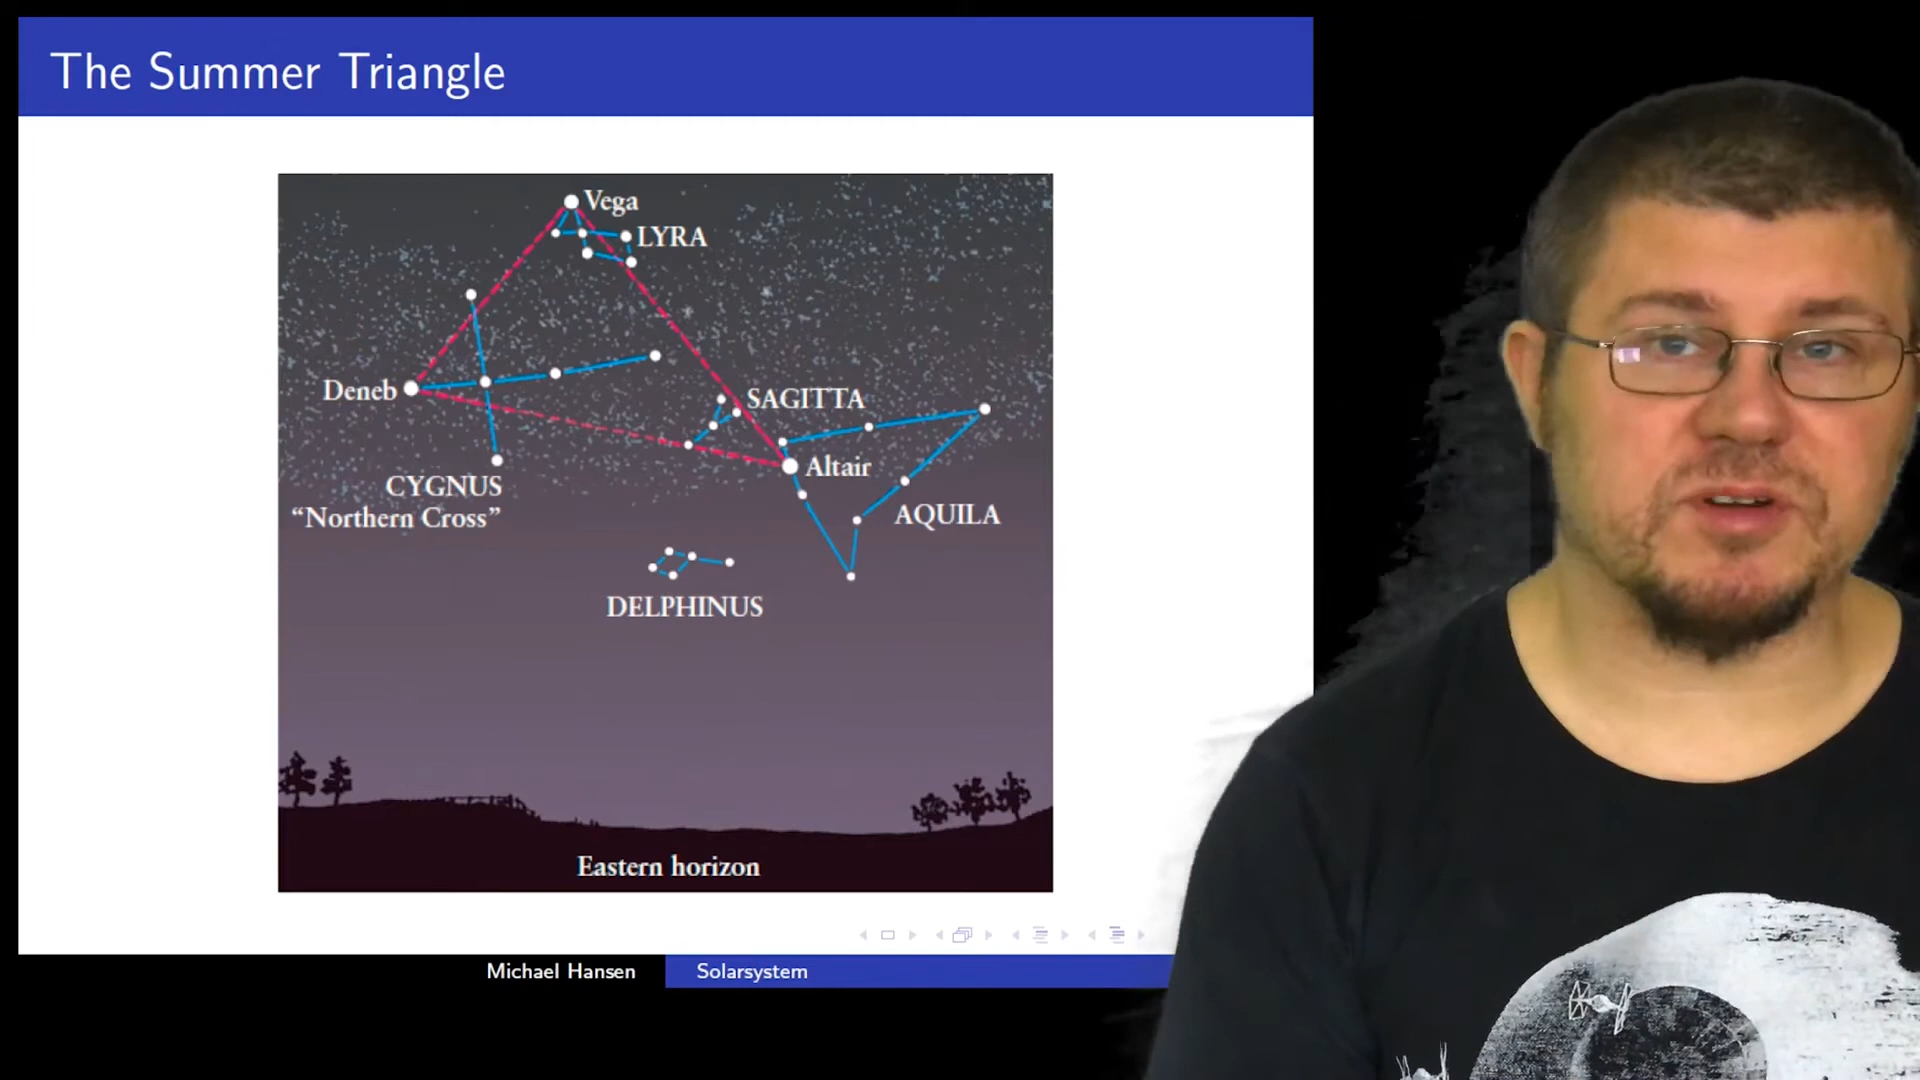 The Summer Triangle
Vega
LYRA
Deneb
SAGITTA
Altair
CYGNUS
“Northern Cross”
AQUILA
DELPHINUS
Eastern horizon
Michael Hansen
Solarsystem